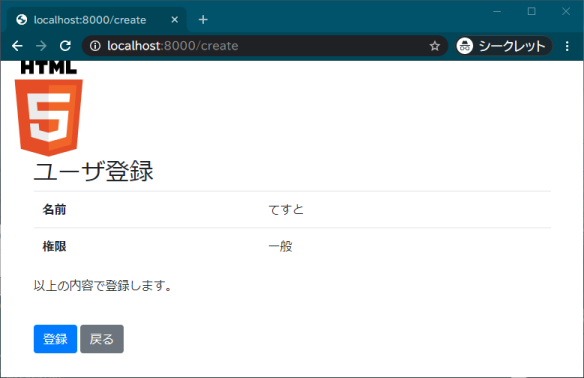 localhost:8000/create
localhost:8000/create
シークレット
HTML
5
ユーザ登録
名前 てすと
権限 一般
以上の内容で登録します。
登録 戻る